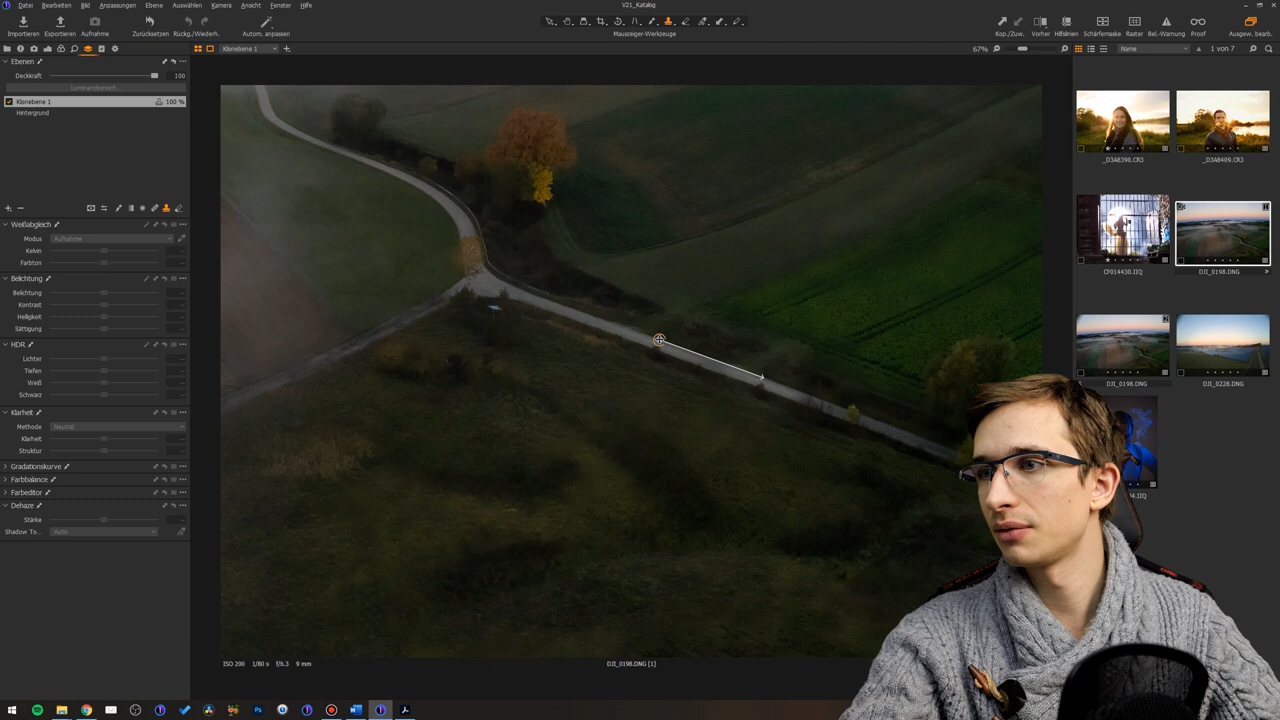 V21_Katalog
Datei Bearbeiten Bild Anpassungen Ebene Auswählen Kamera Ansicht Fenster Hilfe
Importieren Exportieren Aufnahme Zurücksetzen Rückg./Wiederh. Autom. anpassen Mauszeiger-Werkzeuge Kop./Zuw. Vorher Hilfslinien Schärfemaske Raster Bel.-Warnung Proof Ausgew. bearb.
Klonebene 1 67% Name 1 von 7
Ebenen
Deckkraft 100
Luminanzbereich...
Klonebene 1 100 %
Hintergrund
Weißabgleich
Modus Aufnahme
Kelvin
Farbton
Belichtung
Belichtung
Kontrast
Helligkeit
Sättigung
HDR
Lichter
Tiefen
Weiß
Schwarz
Klarheit
Methode Neutral
Klarheit
Struktur
Gradationskurve
Farbbalance
Farbeditor
Dehaze
Stärke
Shadow To... Auto
_D3A8390.CR3 _D3A8409.CR3
CF014430.IIQ DJI_0198.DNG
DJI_0198.DNG DJI_0228.DNG
4.IIQ
ISO 200 1/80 s f/6.3 9 mm DJI_0198.DNG [1]